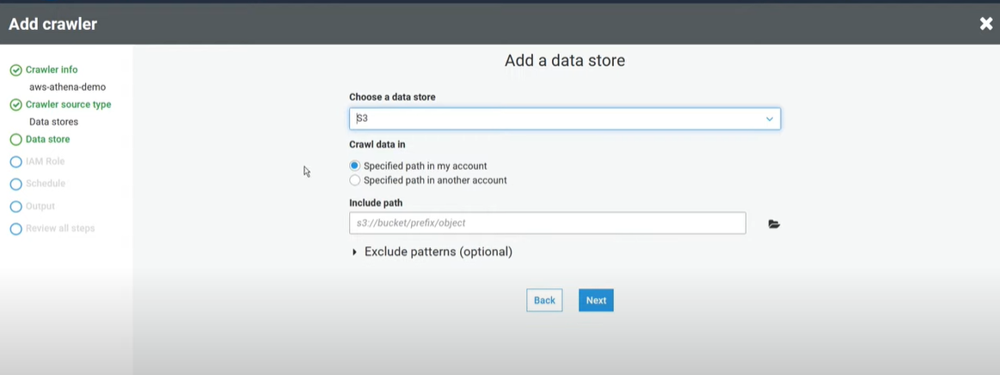 Add crawler
Crawler info
aws-athena-demo
Crawler source type
Data stores
Data store
IAM Role
Schedule
Output
Review all steps
Add a data store
Choose a data store
S3
Crawl data in
Specified path in my account
Specified path in another account
Include path
s3://bucket/prefix/object
Exclude patterns (optional)
Back
Next